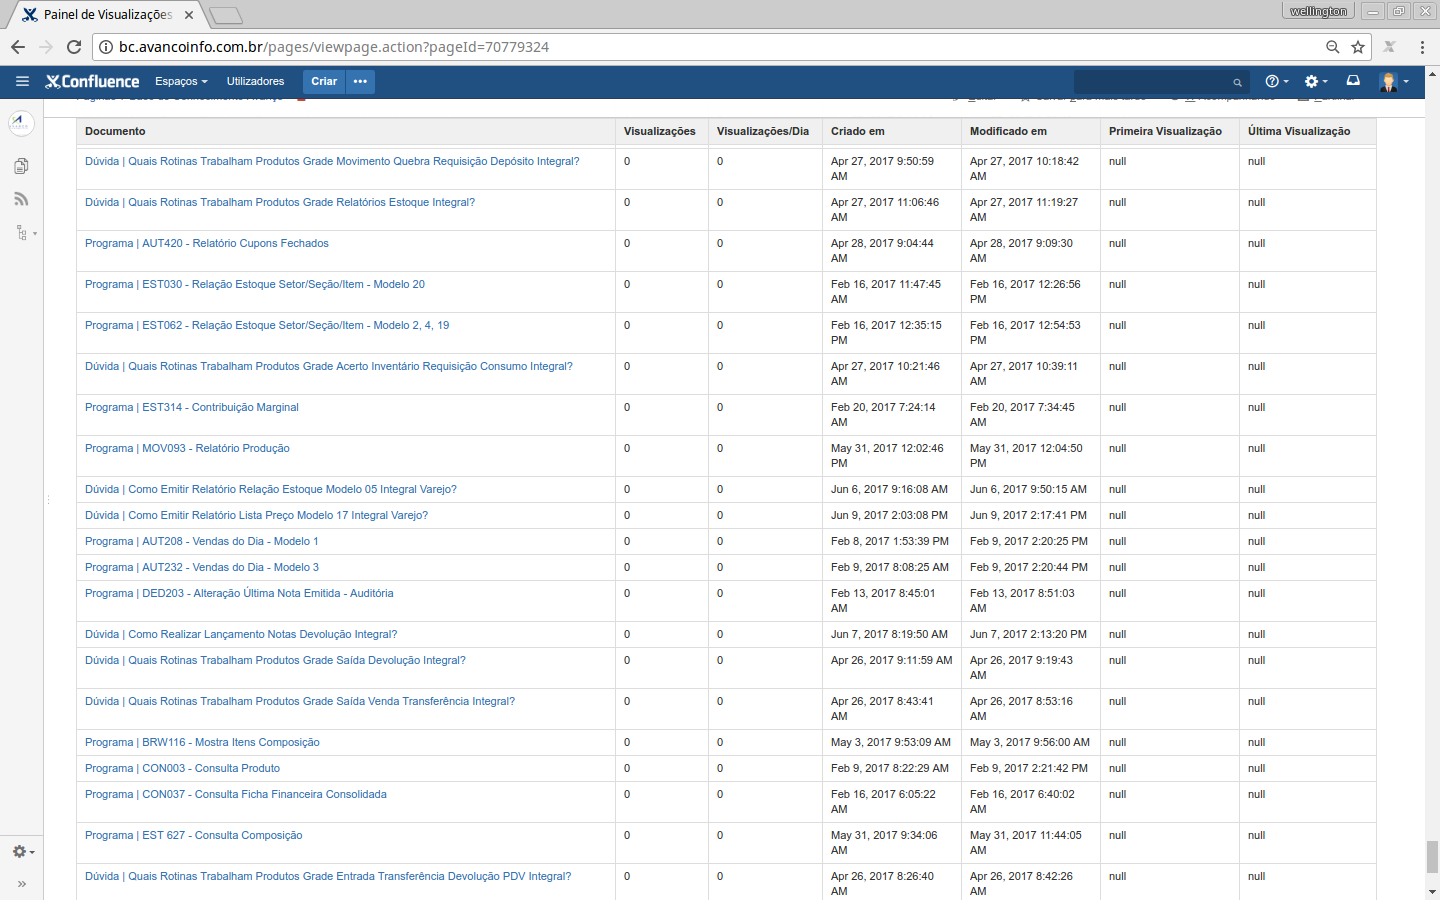 Painel de Visualizações
wellington
bc.avancoinfo.com.br/pages/viewpage.action?pageId=70779324
Confluence Espaços Utilizadores Criar •••
Documento Visualizações Visualizações/Dia Criado em Modificado em Primeira Visualização Última Visualização
Dúvida | Quais Rotinas Trabalham Produtos Grade Movimento Quebra Requisição Depósito Integral? 0 0 Apr 27, 2017 9:50:59 Apr 27, 2017 10:18:42 null null
AM AM
Dúvida | Quais Rotinas Trabalham Produtos Grade Relatórios Estoque Integral? 0 0 Apr 27, 2017 11:06:46 Apr 27, 2017 11:19:27 null null
AM AM
Programa | AUT420 - Relatório Cupons Fechados 0 0 Apr 28, 2017 9:04:44 Apr 28, 2017 9:09:30 null null
AM AM
Programa | EST030 - Relação Estoque Setor/Seção/Item - Modelo 20 0 0 Feb 16, 2017 11:47:45 Feb 16, 2017 12:26:56 null null
AM PM
Programa | EST062 - Relação Estoque Setor/Seção/Item - Modelo 2, 4, 19 0 0 Feb 16, 2017 12:35:15 Feb 16, 2017 12:54:53 null null
PM PM
Dúvida | Quais Rotinas Trabalham Produtos Grade Acerto Inventário Requisição Consumo Integral? 0 0 Apr 27, 2017 10:21:46 Apr 27, 2017 10:39:11 null null
AM AM
Programa | EST314 - Contribuição Marginal 0 0 Feb 20, 2017 7:24:14 Feb 20, 2017 7:34:45 null null
AM AM
Programa | MOV093 - Relatório Produção 0 0 May 31, 2017 12:02:46 May 31, 2017 12:04:50 null null
PM PM
Dúvida | Como Emitir Relatório Relação Estoque Modelo 05 Integral Varejo? 0 0 Jun 6, 2017 9:16:08 AM Jun 6, 2017 9:50:15 AM null null
Dúvida | Como Emitir Relatório Lista Preço Modelo 17 Integral Varejo? 0 0 Jun 9, 2017 2:03:08 PM Jun 9, 2017 2:17:41 PM null null
Programa | AUT208 - Vendas do Dia - Modelo 1 0 0 Feb 8, 2017 1:53:39 PM Feb 9, 2017 2:20:25 PM null null
Programa | AUT232 - Vendas do Dia - Modelo 3 0 0 Feb 9, 2017 8:08:25 AM Feb 9, 2017 2:20:44 PM null null
Programa | DED203 - Alteração Última Nota Emitida - Auditória 0 0 Feb 13, 2017 8:45:01 Feb 13, 2017 8:51:03 null null
AM AM
Dúvida | Como Realizar Lançamento Notas Devolução Integral? 0 0 Jun 7, 2017 8:19:50 AM Jun 7, 2017 2:13:20 PM null null
Dúvida | Quais Rotinas Trabalham Produtos Grade Saída Devolução Integral? 0 0 Apr 26, 2017 9:11:59 AM Apr 26, 2017 9:19:43 null null
AM
Dúvida | Quais Rotinas Trabalham Produtos Grade Saída Venda Transferência Integral? 0 0 Apr 26, 2017 8:43:41 Apr 26, 2017 8:53:16 null null
AM AM
Programa | BRW116 - Mostra Itens Composição 0 0 May 3, 2017 9:53:09 AM May 3, 2017 9:56:00 AM null null
Programa | CON003 - Consulta Produto 0 0 Feb 9, 2017 8:22:29 AM Feb 9, 2017 2:21:42 PM null null
Programa | CON037 - Consulta Ficha Financeira Consolidada 0 0 Feb 16, 2017 6:05:22 Feb 16, 2017 6:40:02 null null
AM AM
Programa | EST 627 - Consulta Composição 0 0 May 31, 2017 9:34:06 May 31, 2017 11:44:05 null null
AM AM
Dúvida | Quais Rotinas Trabalham Produtos Grade Entrada Transferência Devolução PDV Integral? 0 0 Apr 26, 2017 8:26:40 Apr 26, 2017 8:42:26 null null
AM AM